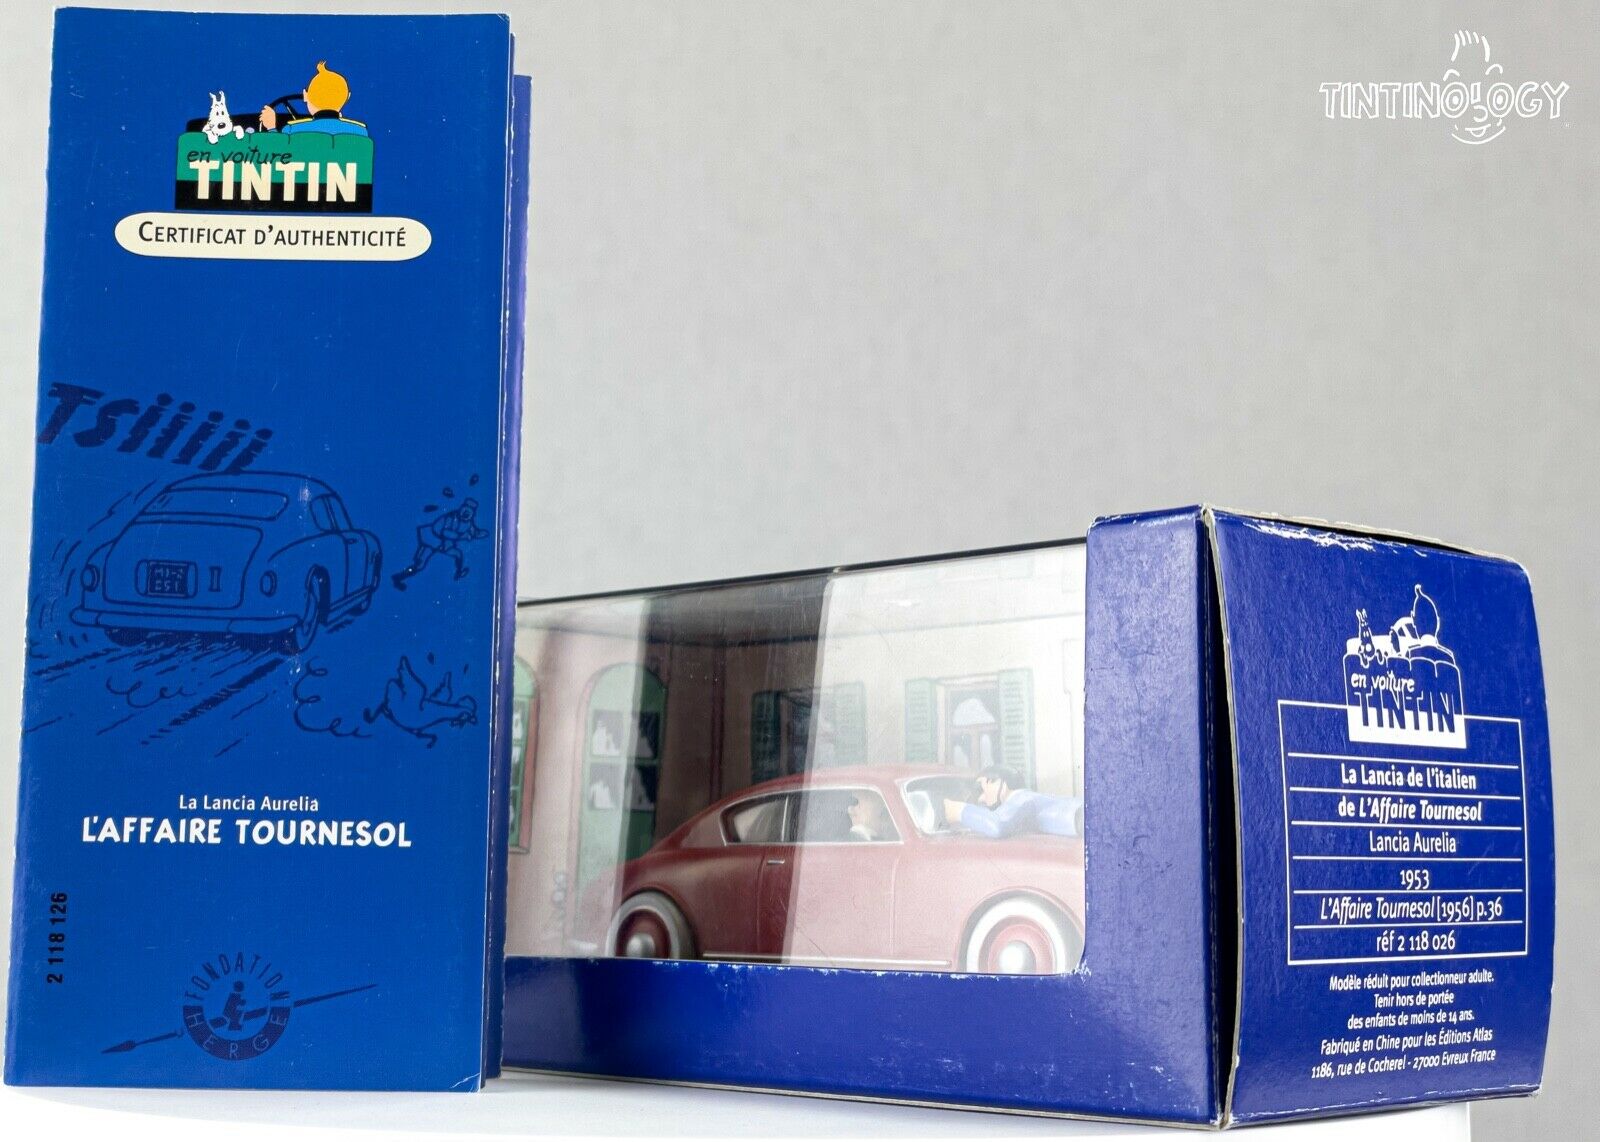 TINTINOLOGY
en voiture
TINTIN
CERTIFICAT D'AUTHENTICITÉ
TSiiiiii
MI-2
La Lancia Aurelia
L'AFFAIRE TOURNESOL
2 118 126
FONDATION
HERGÉ
en voiture
TINTIN
La Lancia de l'italien
de L'Affaire Tournesol
Lancia Aurelia
1953
L'Affaire Tournesol [1956] p.36
réf 2 118 026
Modèle réduit pour collectionneur adulte.
Tenir hors de portée
des enfants de moins de 14 ans.
Fabriqué en Chine pour les Éditions Atlas
1186, rue de Cocherel - 27000 Evreux France